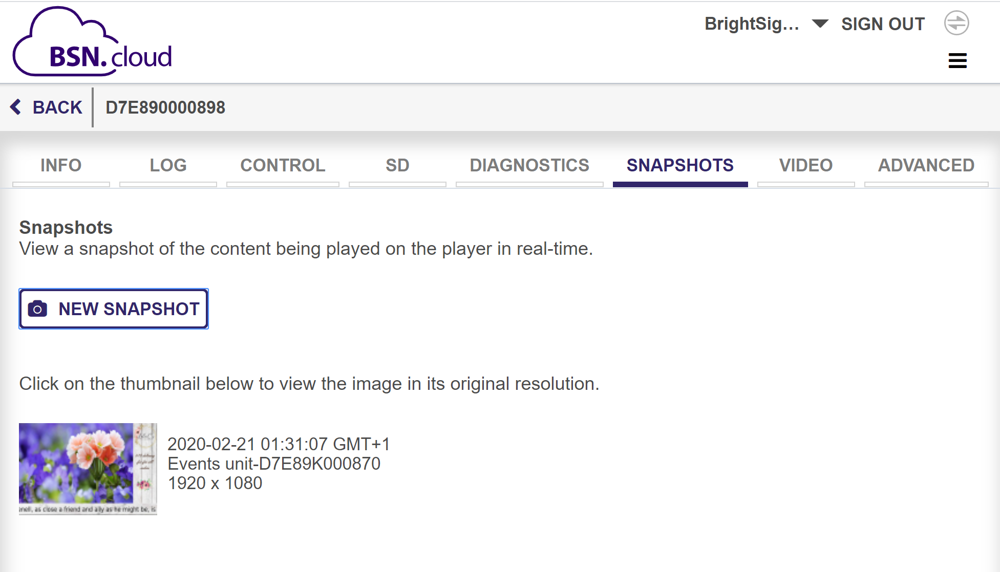 BSN.cloud
BrightSig... SIGN OUT
BACK D7E890000898
INFO LOG CONTROL SD DIAGNOSTICS SNAPSHOTS VIDEO ADVANCED
Snapshots
View a snapshot of the content being played on the player in real-time.
NEW SNAPSHOT
Click on the thumbnail below to view the image in its original resolution.
2020-02-21 01:31:07 GMT+1
Events unit-D7E89K000870
1920 x 1080
as close a friend and ally as he might be, is